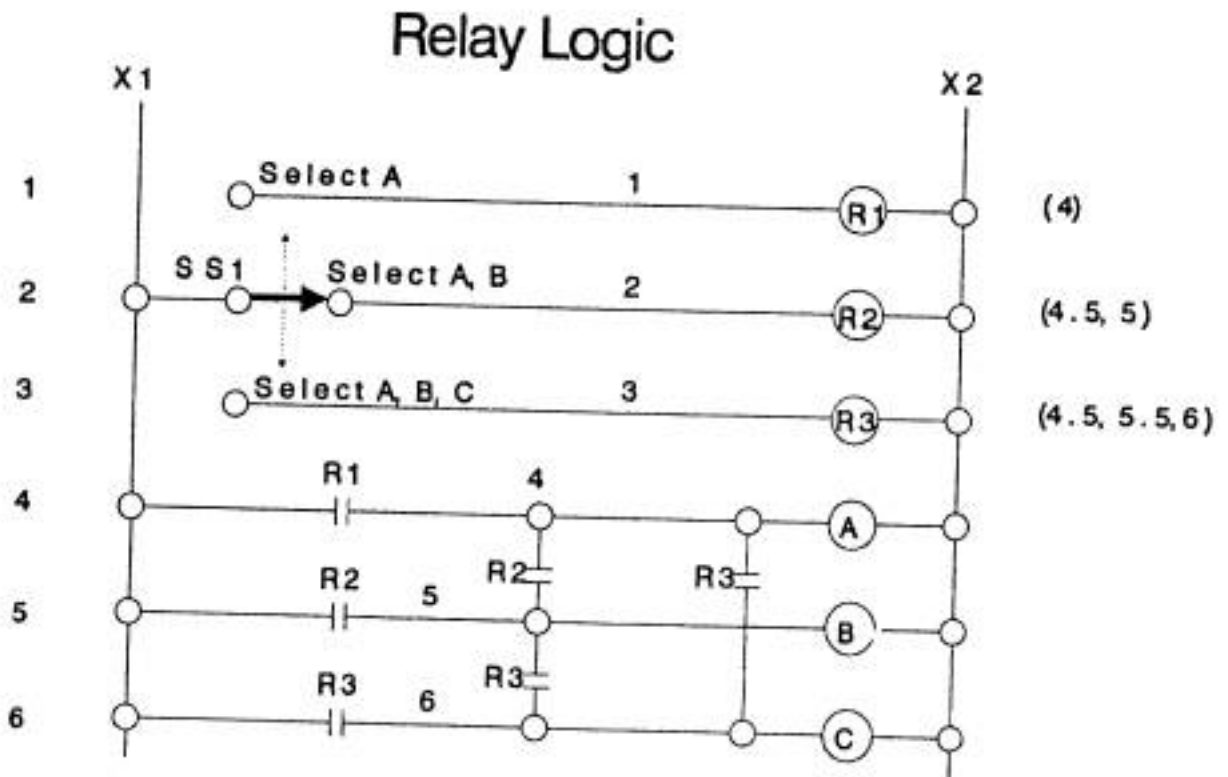 Relay Logic
X1
X2
1
Select A
1
R1
(4)
2
SS1
Select A, B
2
R2
(4.5, 5)
3
Select A, B, C
3
R3
(4.5, 5.5, 6)
4
R1
4
A
R2
R3
5
R2
5
B
R3
6
R3
6
C